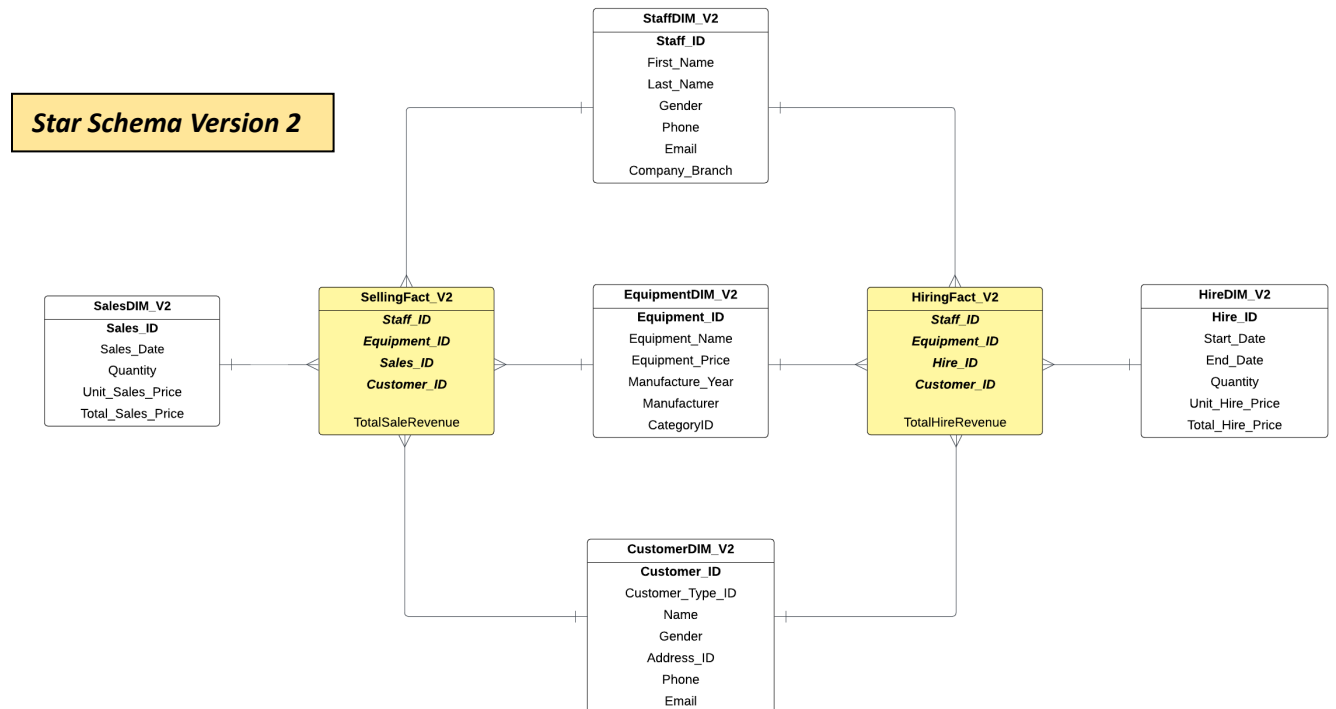 Star Schema Version 2
StaffDIM_V2
Staff_ID
First_Name
Last_Name
Gender
Phone
Email
Company_Branch
SalesDIM_V2
Sales_ID
Sales_Date
Quantity
Unit_Sales_Price
Total_Sales_Price
SellingFact_V2
Staff_ID
Equipment_ID
Sales_ID
Customer_ID
TotalSaleRevenue
EquipmentDIM_V2
Equipment_ID
Equipment_Name
Equipment_Price
Manufacture_Year
Manufacturer
CategoryID
HiringFact_V2
Staff_ID
Equipment_ID
Hire_ID
Customer_ID
TotalHireRevenue
HireDIM_V2
Hire_ID
Start_Date
End_Date
Quantity
Unit_Hire_Price
Total_Hire_Price
CustomerDIM_V2
Customer_ID
Customer_Type_ID
Name
Gender
Address_ID
Phone
Email